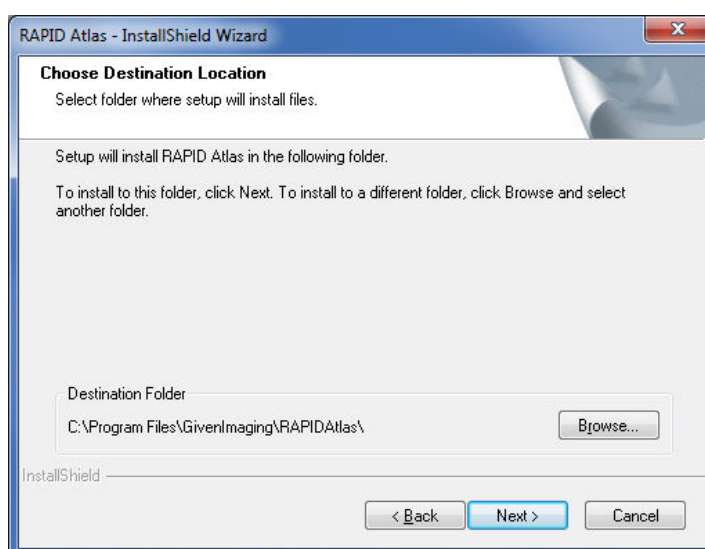 RAPID Atlas - InstallShield Wizard
Choose Destination Location
Select folder where setup will install files.
Setup will install RAPID Atlas in the following folder.
To install to this folder, click Next. To install to a different folder, click Browse and select
another folder.
Destination Folder
C:\Program Files\GivenImaging\RAPIDAtlas\
Browse...
InstallShield
< Back
Next >
Cancel